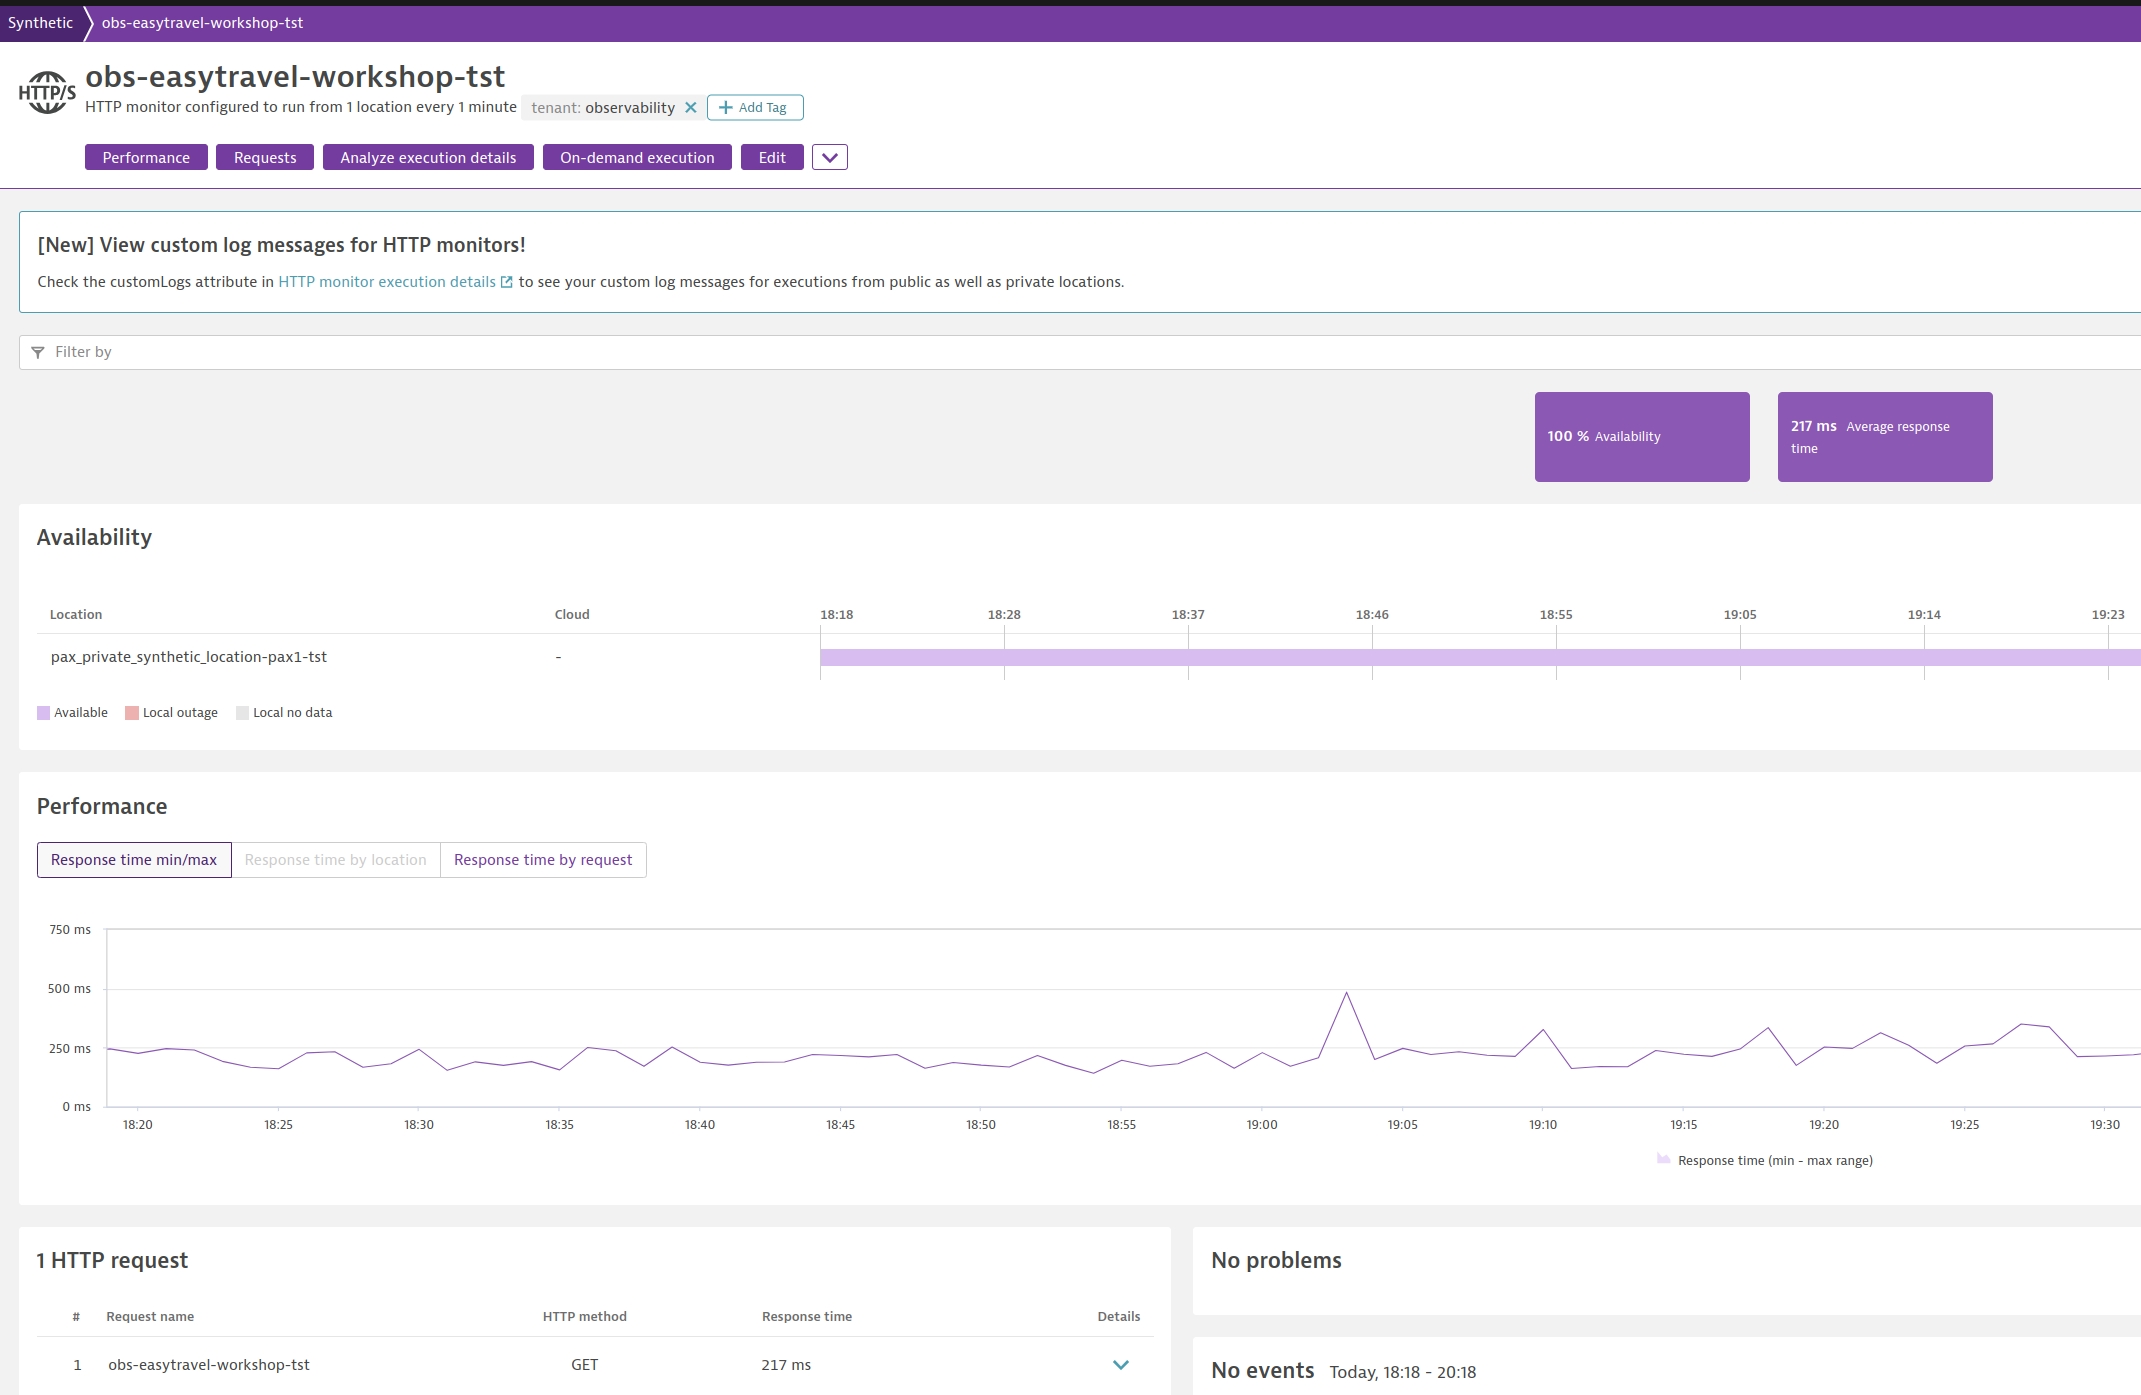 Synthetic
obs-easytravel-workshop-tst
HTTP/S
obs-easytravel-workshop-tst
HTTP monitor configured to run from 1 location every 1 minute
tenant: observability
Add Tag
Performance
Requests
Analyze execution details
On-demand execution
Edit
[New] View custom log messages for HTTP monitors!
Check the customLogs attribute in HTTP monitor execution details to see your custom log messages for executions from public as well as private locations.
Filter by
100 % Availability
217 ms Average response
time
Availability
Location Cloud 18:18 18:28 18:37 18:46 18:55 19:05 19:14 19:23
pax_private_synthetic_location-pax1-tst -
Available Local outage Local no data
Performance
Response time min/max Response time by location Response time by request
750 ms
500 ms
250 ms
0 ms
18:20 18:25 18:30 18:35 18:40 18:45 18:50 18:55 19:00 19:05 19:10 19:15 19:20 19:25 19:30
Response time (min - max range)
1 HTTP request
# Request name HTTP method Response time Details
1 obs-easytravel-workshop-tst GET 217 ms
No problems
No events Today, 18:18 - 20:18